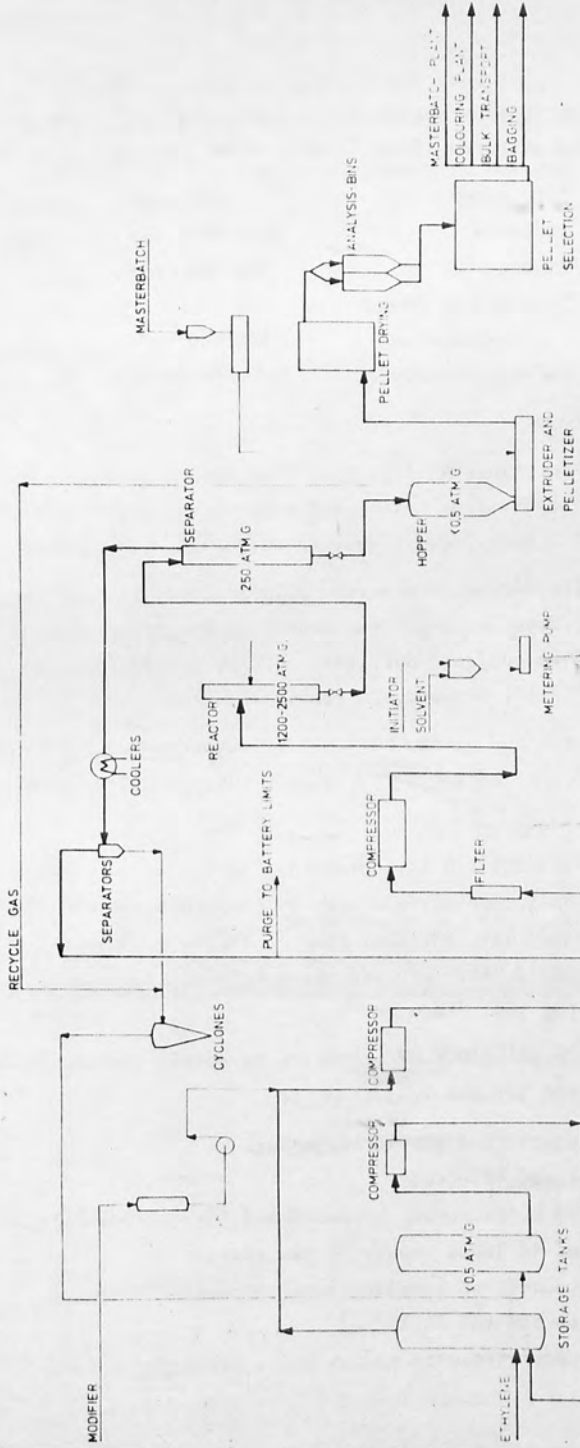 RECYCLE GAS
MODIFIER
SEPARATORS
COOLERS
SEPARATOR
MASTERBATCH
250 ATM G
REACTOR
1200-2500 ATM G
CYCLONES
PURGE TO BATTERY LIMITS
COMPRESSOR
COMPRESSOR
COMPRESSOR
FILTER
INITIATOR
SOLVENT
METERING PUMP
<0.5 ATM G
HOPPER
EXTRUDER AND
PELLETIZER
PELLET DRYING
ANALYSIS-BINS
MASTERBATCH PLANT
COLOURING PLANT
BULK TRANSPORT
BAGGING
PELLET
SELECTION
ETHYLENE
<0.5 ATM G
STORAGE TANKS